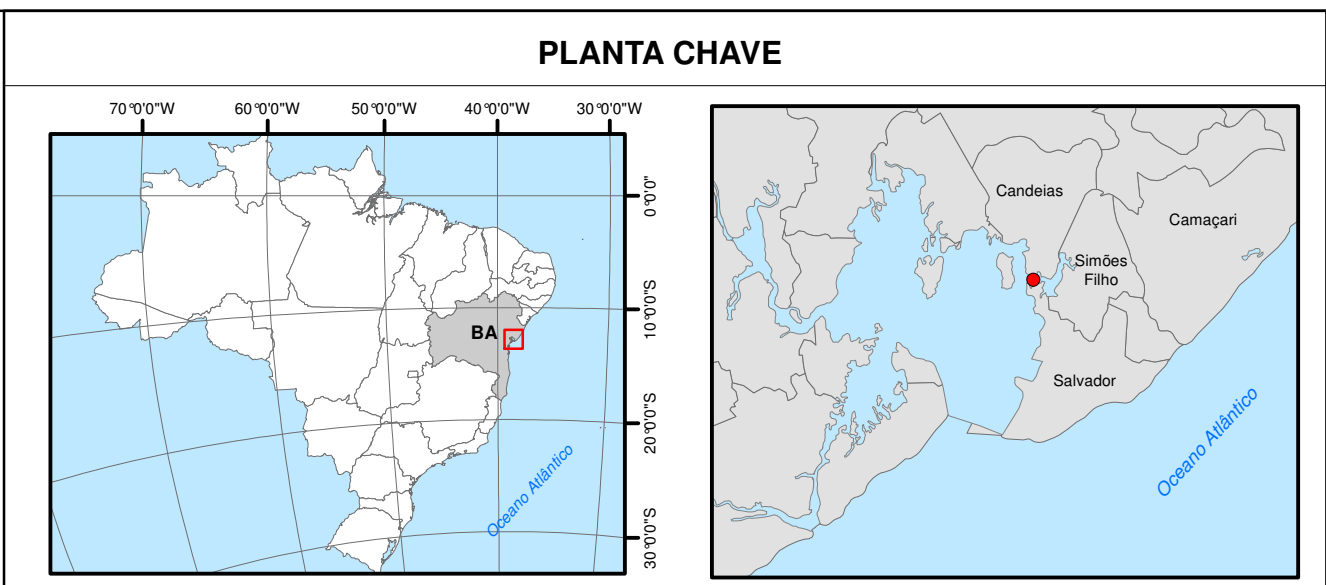 PLANTA CHAVE
70°0'0"W
60°0'0"W
50°0'0"W
40°0'0"W
30°0'0"W
0°0'0"
10°0'0"S
20°0'0"S
30°0'0"S
BA
Oceano Atlântico
Candeias
Camaçari
Simões
Filho
Salvador
Oceano Atlântico